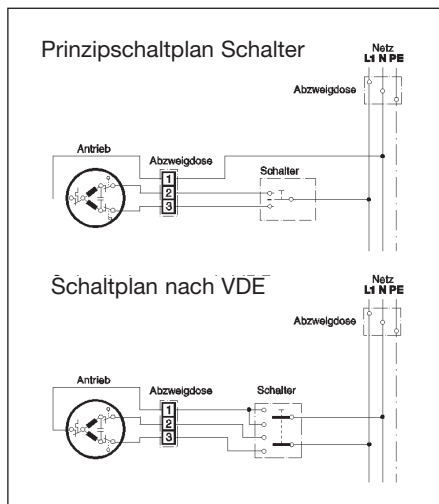 Prinzipschaltplan Schalter
Netz
L1 N PE
Abzweigdose
Antrieb
Abzweigdose
Schalter
1
2
3
Schaltplan nach VDE
Netz
L1 N PE
Abzweigdose
Antrieb
Abzweigdose
Schalter
1
2
3